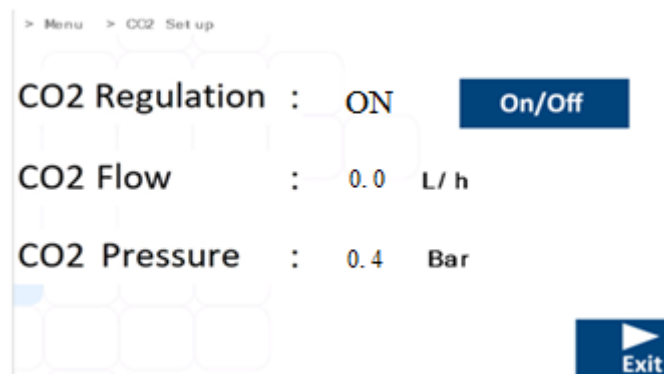 > Menu > CO2 Set up
CO2 Regulation : ON On/Off
CO2 Flow : 0.0 L/h
CO2 Pressure : 0.4 Bar
Exit